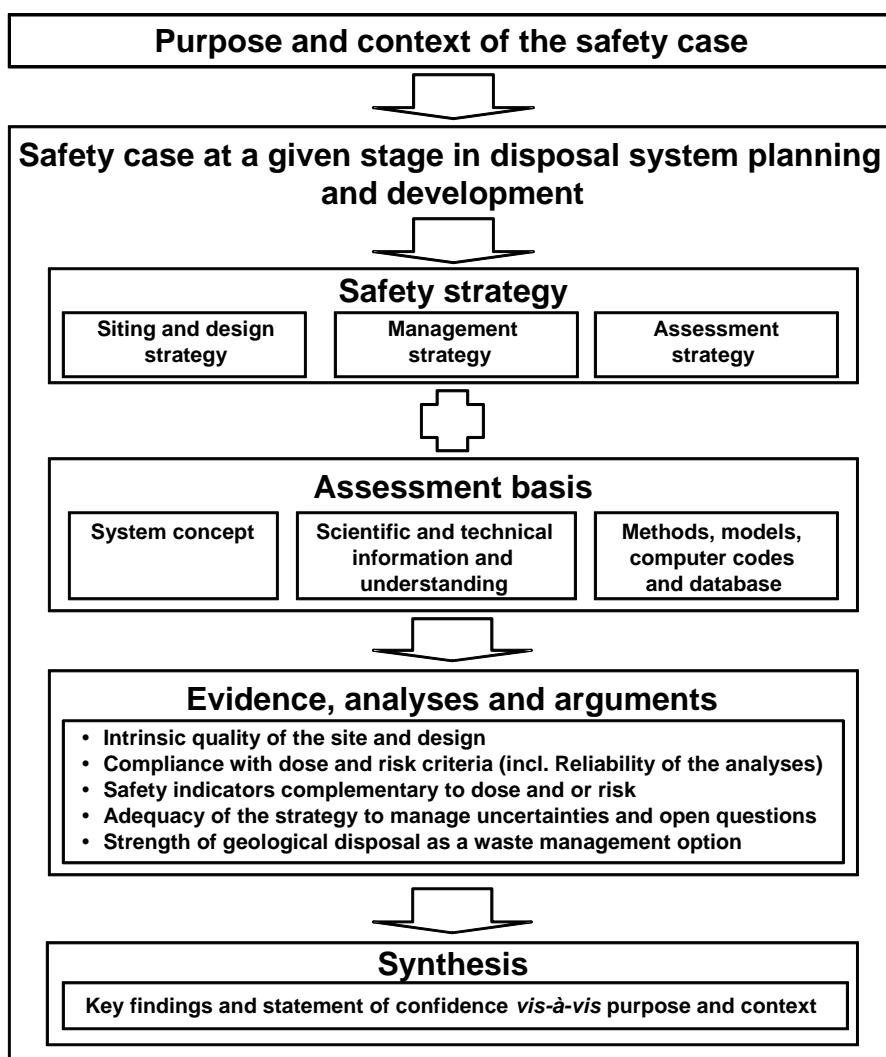 Purpose and context of the safety case
Safety case at a given stage in disposal system planning
and development
Safety strategy
Siting and design
strategy
Management
strategy
Assessment
strategy
Assessment basis
System concept
Scientific and technical
information and
understanding
Methods, models,
computer codes
and database
Evidence, analyses and arguments
• Intrinsic quality of the site and design
• Compliance with dose and risk criteria (incl. Reliability of the analyses)
• Safety indicators complementary to dose and or risk
• Adequacy of the strategy to manage uncertainties and open questions
• Strength of geological disposal as a waste management option
Synthesis
Key findings and statement of confidence vis-à-vis purpose and context